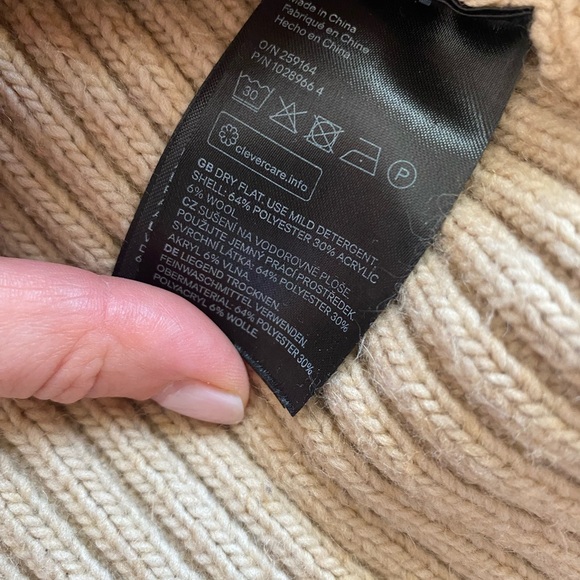 Made in China
Fabriqué en Chine
Hecho en China
O/N 259164
P/N 1028966 4
30
P
clevercare.info
GB DRY FLAT. USE MILD DETERGENT.
SHELL: 64% POLYESTER 30% ACRYLIC
6% WOOL.
CZ SUŠENÍ NA VODOROVNÉ PLOŠE.
POUŽIJTE JEMNÝ PRACÍ PROSTŘEDEK.
SVRCHNÍ LÁTKA: 64% POLYESTER 30%
AKRYL 6% VLNA.
DE LIEGEND TROCKNEN.
FEINWASCHMITTEL VERWENDEN.
OBERMATERIAL: 64% POLYESTER 30%
POLYACRYL 6% WOLLE.